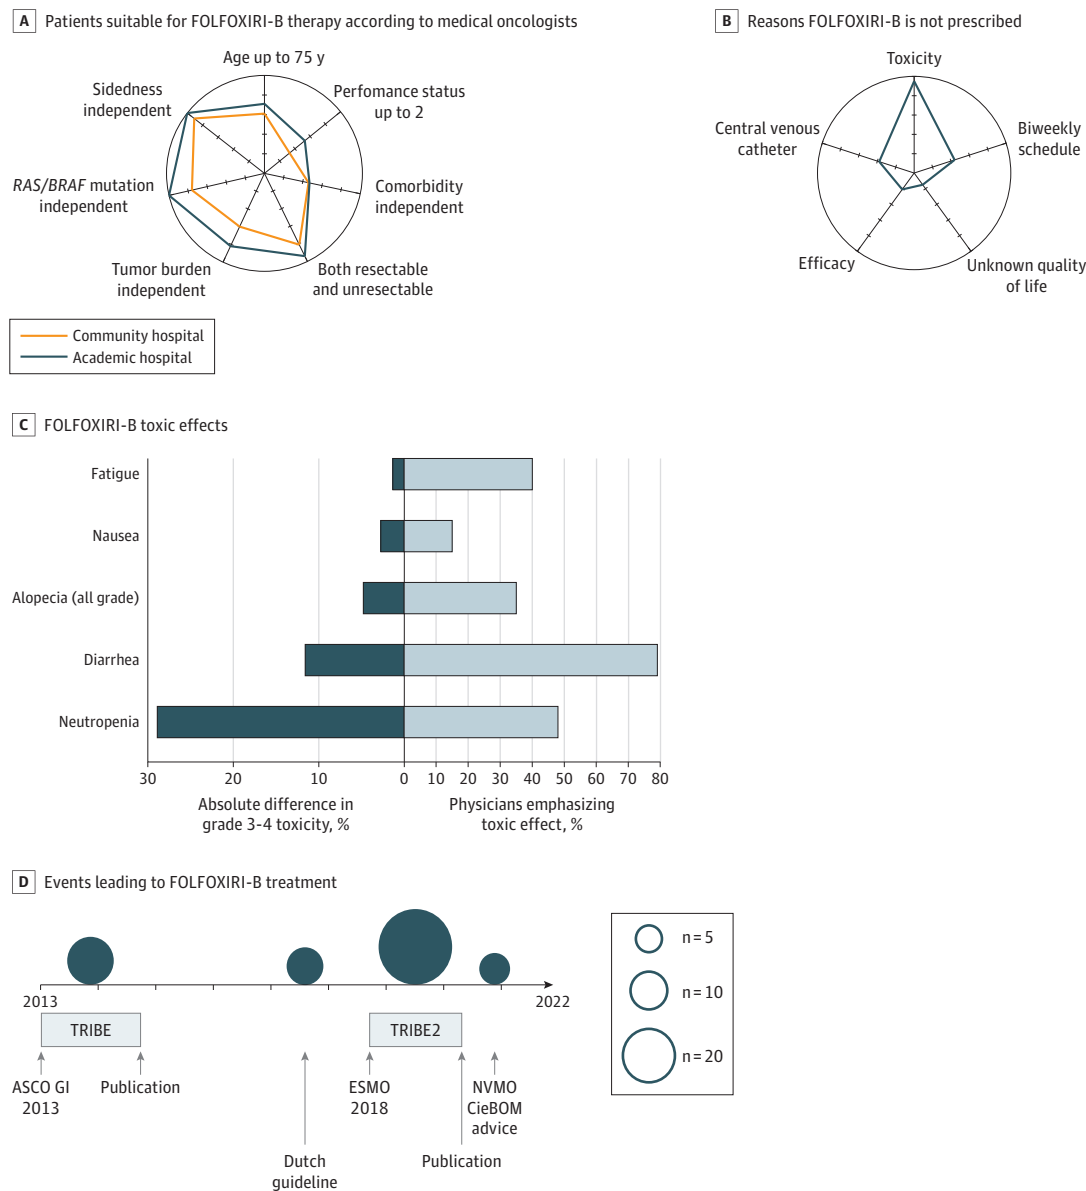 A Patients suitable for FOLFOXIRI-B therapy according to medical oncologists
Age up to 75 y
Perfomance status
up to 2
Comorbidity
independent
Both resectable
and unresectable
Tumor burden
independent
RAS/BRAF mutation
independent
Sidedness
independent
Community hospital
Academic hospital
B Reasons FOLFOXIRI-B is not prescribed
Toxicity
Biweekly
schedule
Unknown quality
of life
Efficacy
Central venous
catheter
C FOLFOXIRI-B toxic effects
Fatigue
Nausea
Alopecia (all grade)
Diarrhea
Neutropenia
30 20 10 0 10 20 30 40 50 60 70 80
Absolute difference in
grade 3-4 toxicity, %
Physicians emphasizing
toxic effect, %
D Events leading to FOLFOXIRI-B treatment
2013 2022
TRIBE TRIBE2
ASCO GI
2013
Publication
Dutch
guideline
ESMO
2018
Publication
NVMO
CieBOM
advice
n = 5
n = 10
n = 20